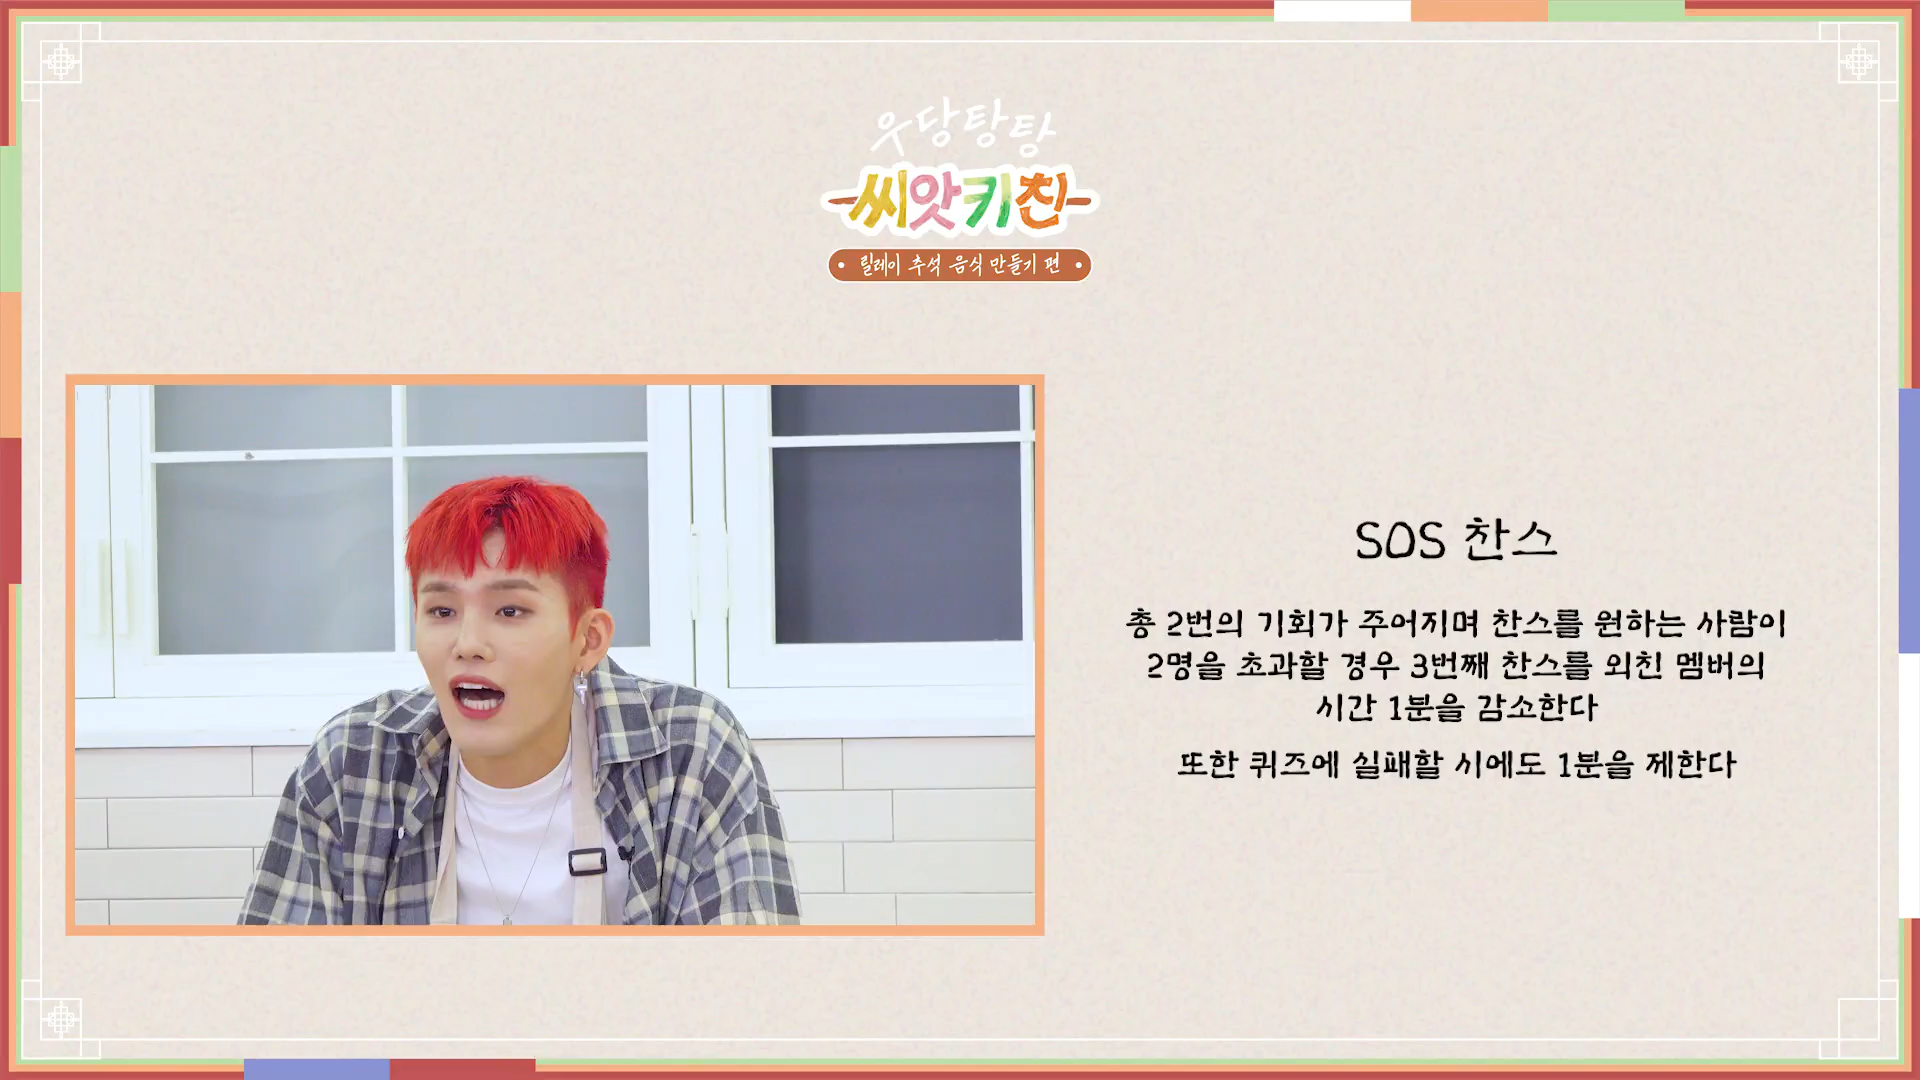 우당탕탕
씨앗키친
• 릴레이 추석 음식 만들기 편 •
SOS 찬스
총 2번의 기회가 주어지며 찬스를 원하는 사람이
2명을 초과할 경우 3번째 찬스를 외친 멤버의
시간 1분을 감소한다
또한 퀴즈에 실패할 시에도 1분을 제한다